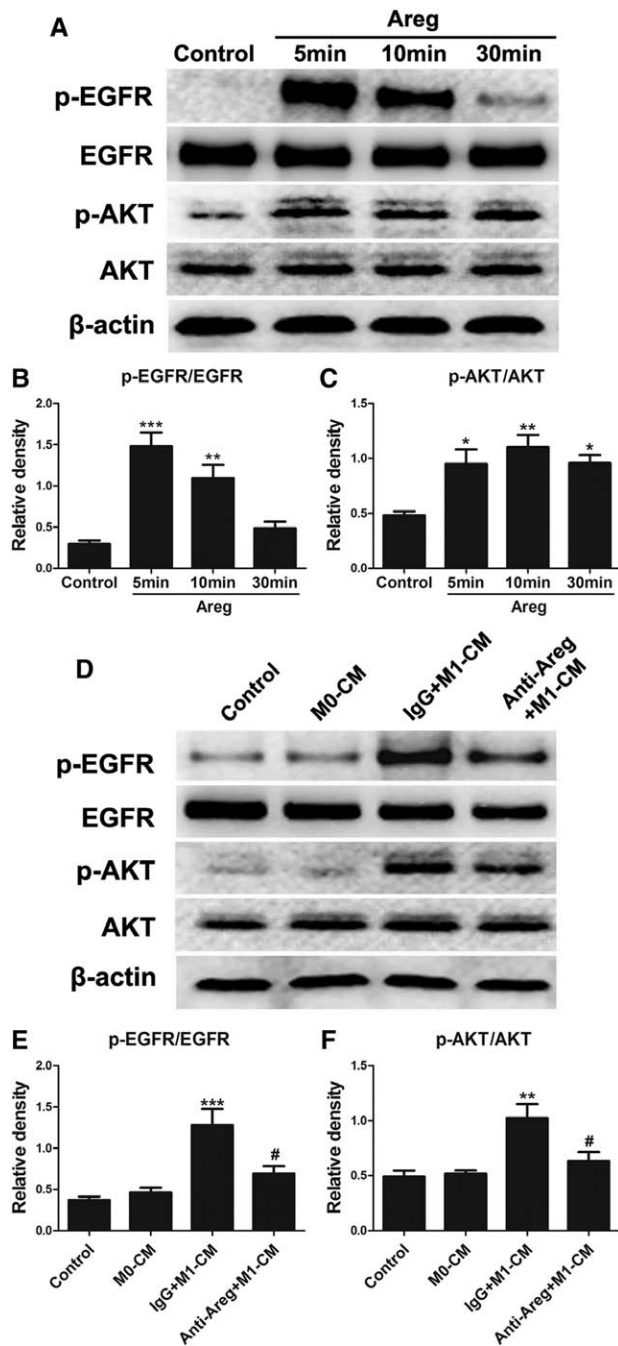 A
Areg
Control 5min 10min 30min
p-EGFR
EGFR
p-AKT
AKT
β-actin
B
p-EGFR/EGFR
Relative density
2.0
1.5
1.0
0.5
0.0
***
**
Control 5min 10min 30min
Areg
C
p-AKT/AKT
Relative density
1.5
1.0
0.5
0.0
*
**
*
Control 5min 10min 30min
Areg
D
Control M0-CM IgG+M1-CM Anti-Areg
+M1-CM
p-EGFR
EGFR
p-AKT
AKT
β-actin
E
p-EGFR/EGFR
Relative density
2.0
1.5
1.0
0.5
0.0
***
#
Control M0-CM IgG+M1-CM Anti-Areg+M1-CM
F
p-AKT/AKT
Relative density
1.5
1.0
0.5
0.0
**
#
Control M0-CM IgG+M1-CM Anti-Areg+M1-CM